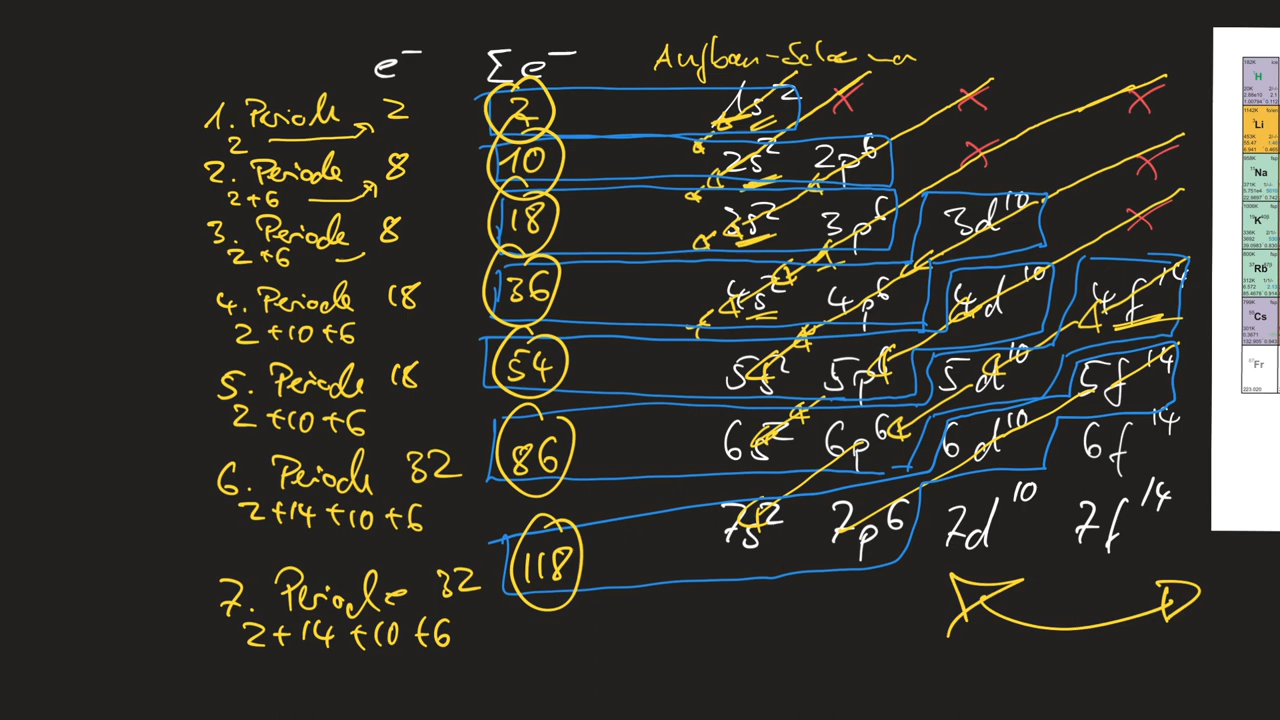 e⁻ Σe⁻ Aufbau-Schema
1. Periode 2 2 1s² x x x
2
2. Periode 8 10 2s² 2p⁶ x x
2+6
3. Periode 8 18 3s² 3p⁶ 3d¹⁰ x
2+6
4. Periode 18 36 4s² 4p⁶ 4d¹⁰ 4f¹⁴
2+10+6
5. Periode 18 54 5s² 5p⁶ 5d¹⁰ 5f¹⁴
2+10+6
6. Periode 32 86 6s² 6p⁶ 6d¹⁰ 6f¹⁴
2+14+10+6
7. Periode 32 118 7s² 7p⁶ 7d¹⁰ 7f¹⁴
2+14+10+6
H
Li
Na
K
Rb
Cs
Fr
223.020